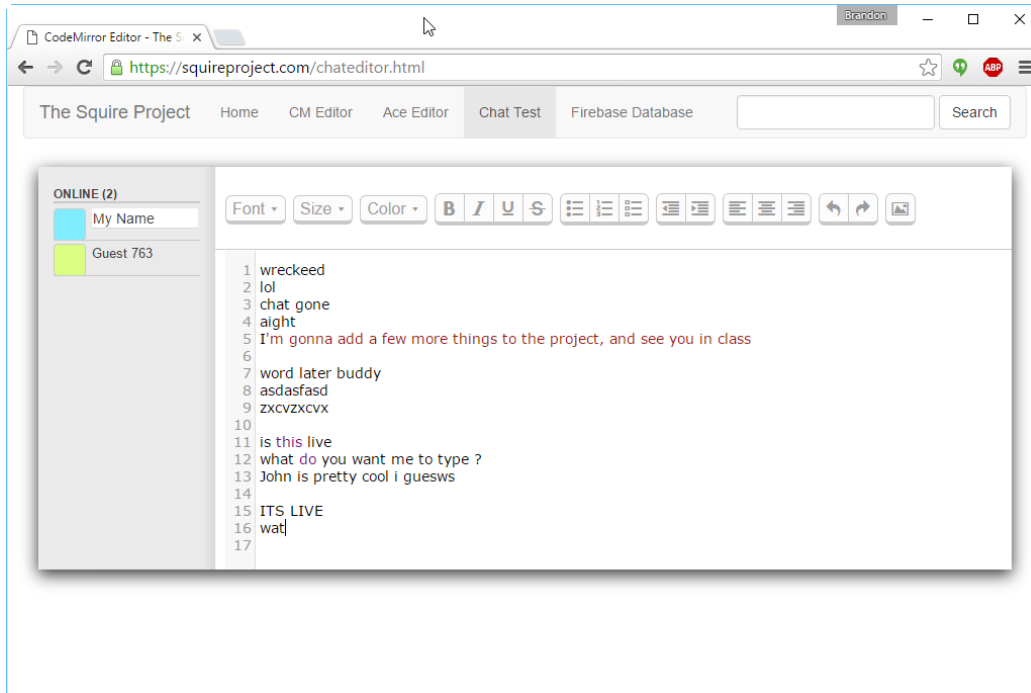 Brandon
CodeMirror Editor - The S
https://squireproject.com/chateditor.html
ABP
The Squire Project Home CM Editor Ace Editor Chat Test Firebase Database Search
ONLINE (2)
My Name
Guest 763
Font Size Color B I U S
1 wreckeed
2 lol
3 chat gone
4 aight
5 I'm gonna add a few more things to the project, and see you in class
6
7 word later buddy
8 asdasfasd
9 zxcvzxcvx
10
11 is this live
12 what do you want me to type ?
13 John is pretty cool i guesws
14
15 ITS LIVE
16 wat
17